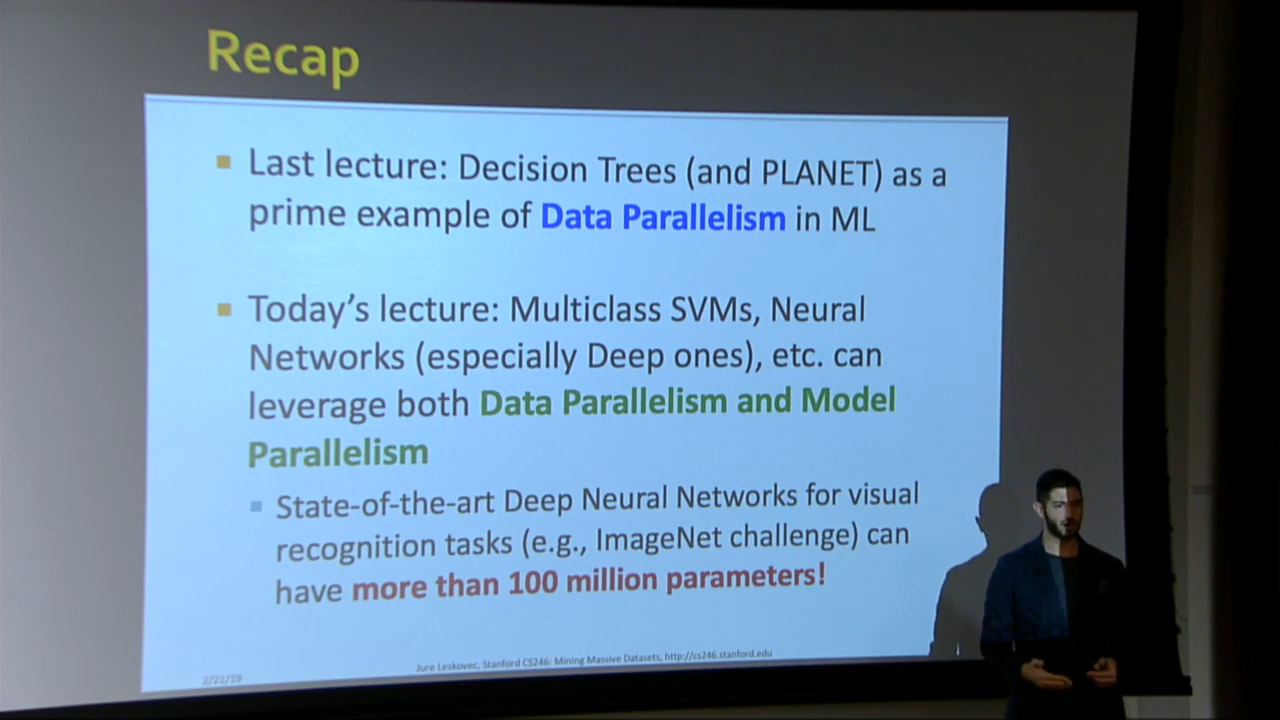 Recap
Last lecture: Decision Trees (and PLANET) as a
prime example of Data Parallelism in ML
Today's lecture: Multiclass SVMs, Neural
Networks (especially Deep ones), etc. can
leverage both Data Parallelism and Model
Parallelism
State-of-the-art Deep Neural Networks for visual
recognition tasks (e.g., ImageNet challenge) can
have more than 100 million parameters!
Jure Leskovec, Stanford CS246: Mining Massive Datasets, http://cs246.stanford.edu